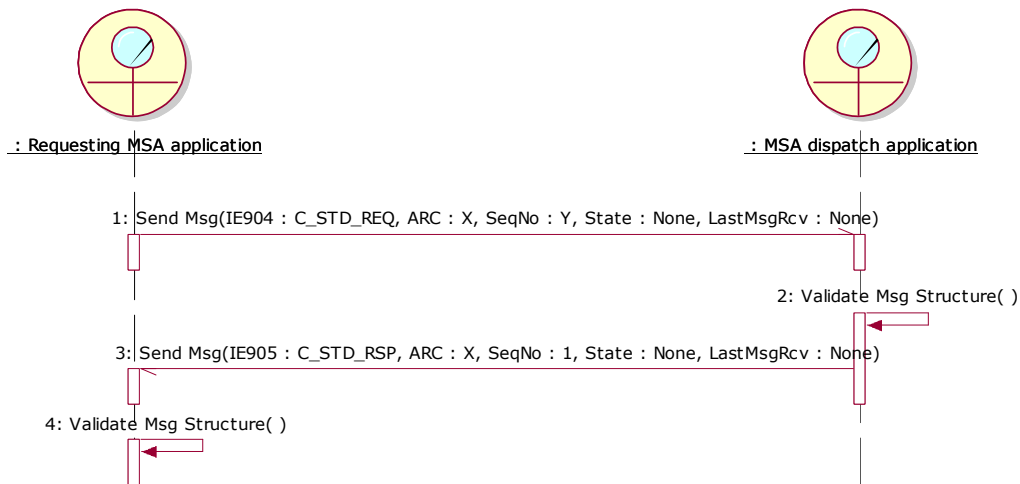 : Requesting MSA application
: MSA dispatch application
1: Send Msg(IE904 : C_STD_REQ, ARC : X, SeqNo : Y, State : None, LastMsgRcv : None)
2: Validate Msg Structure( )
3: Send Msg(IE905 : C_STD_RSP, ARC : X, SeqNo : 1, State : None, LastMsgRcv : None)
4: Validate Msg Structure( )